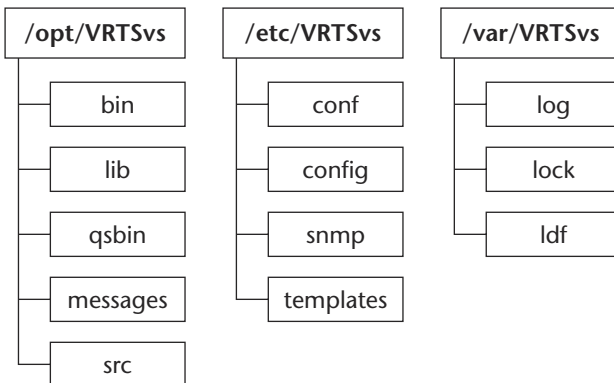 /opt/VRTSvs
bin
lib
qsbin
messages
src
/etc/VRTSvs
conf
config
snmp
templates
/var/VRTSvs
log
lock
ldf